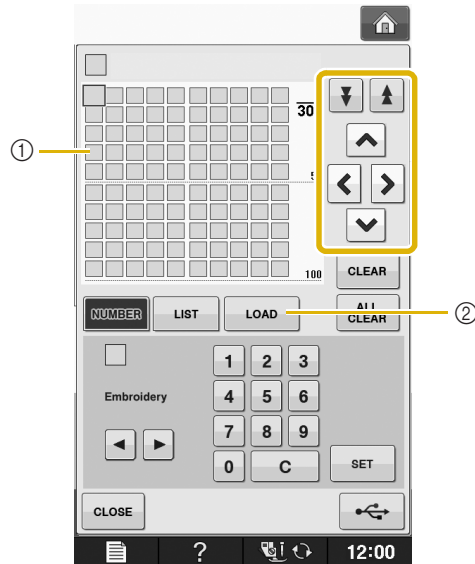 30
①
5
100
CLEAR
NUMBER LIST LOAD ALL CLEAR
②
1 2 3
Embroidery 4 5 6
7 8 9
0 C SET
CLOSE
? 12:00